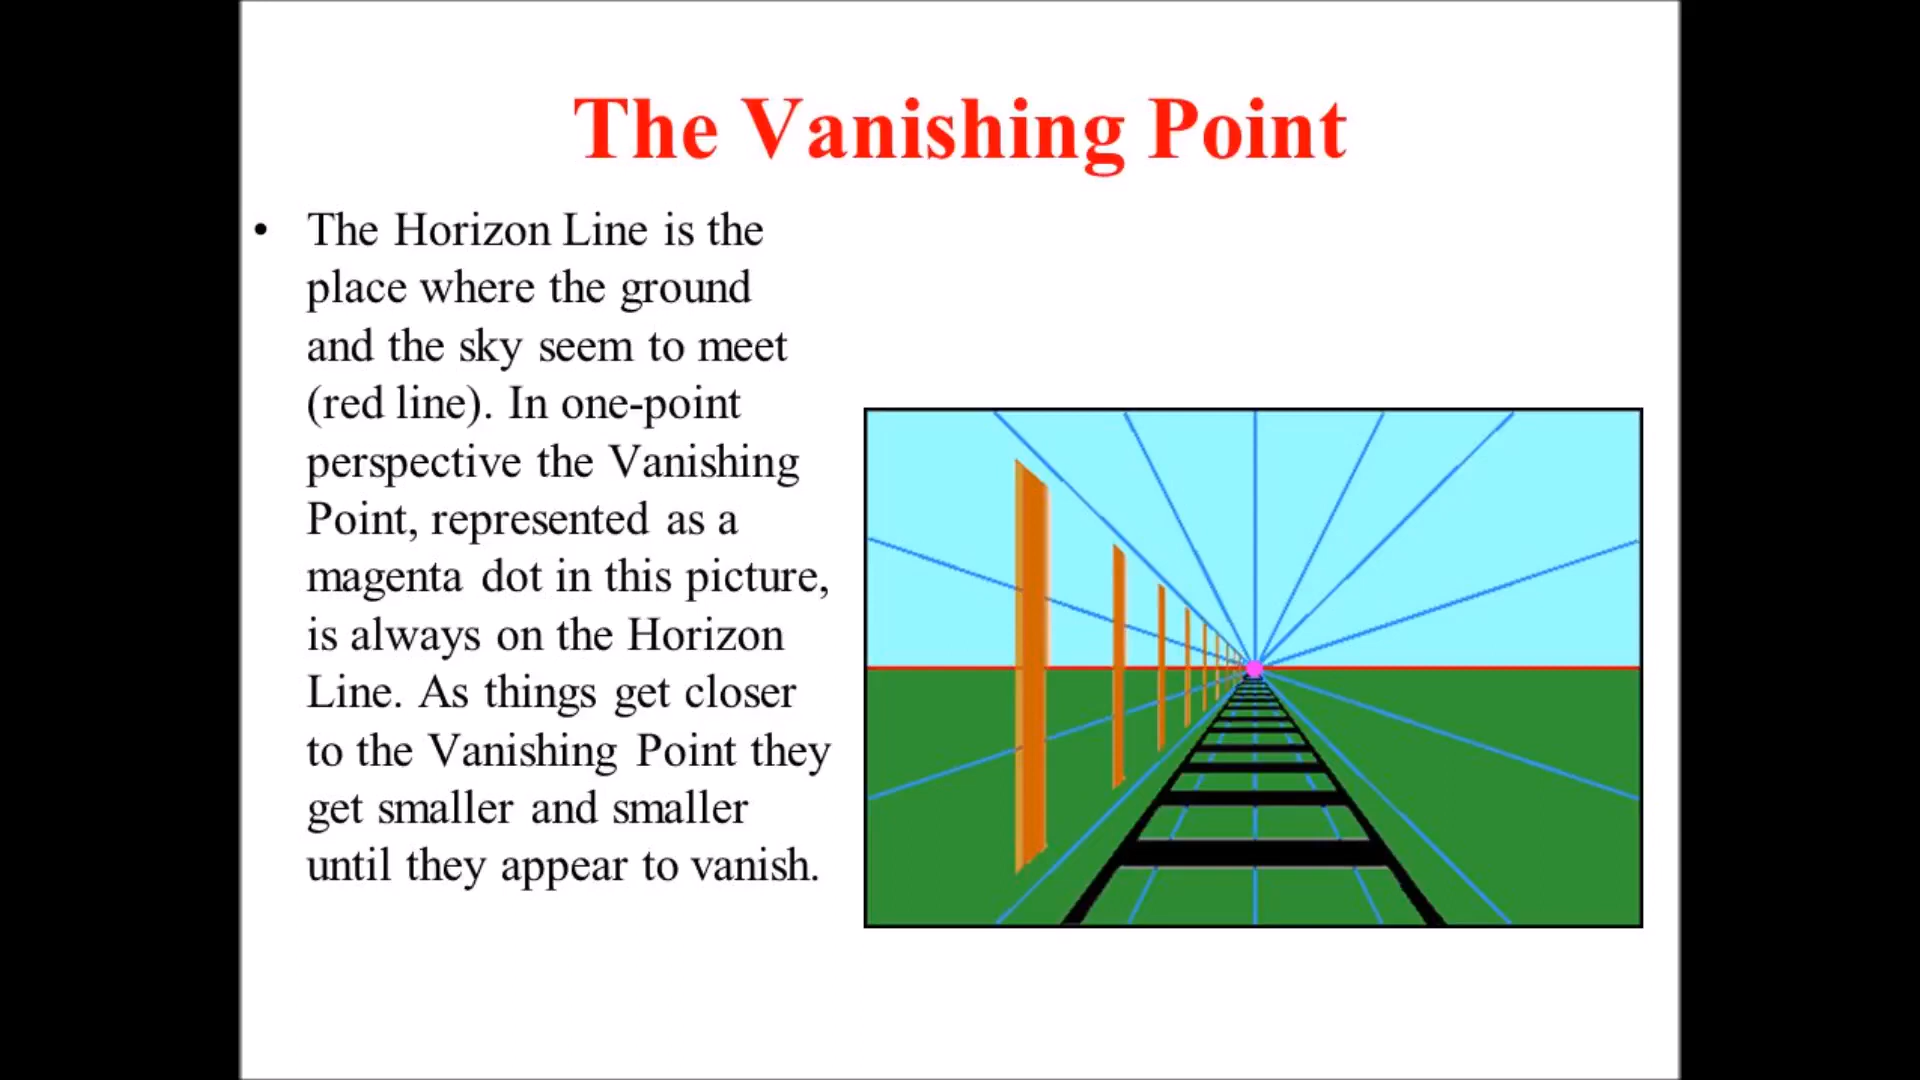 The Vanishing Point
• The Horizon Line is the
place where the ground
and the sky seem to meet
(red line). In one-point
perspective the Vanishing
Point, represented as a
magenta dot in this picture,
is always on the Horizon
Line. As things get closer
to the Vanishing Point they
get smaller and smaller
until they appear to vanish.